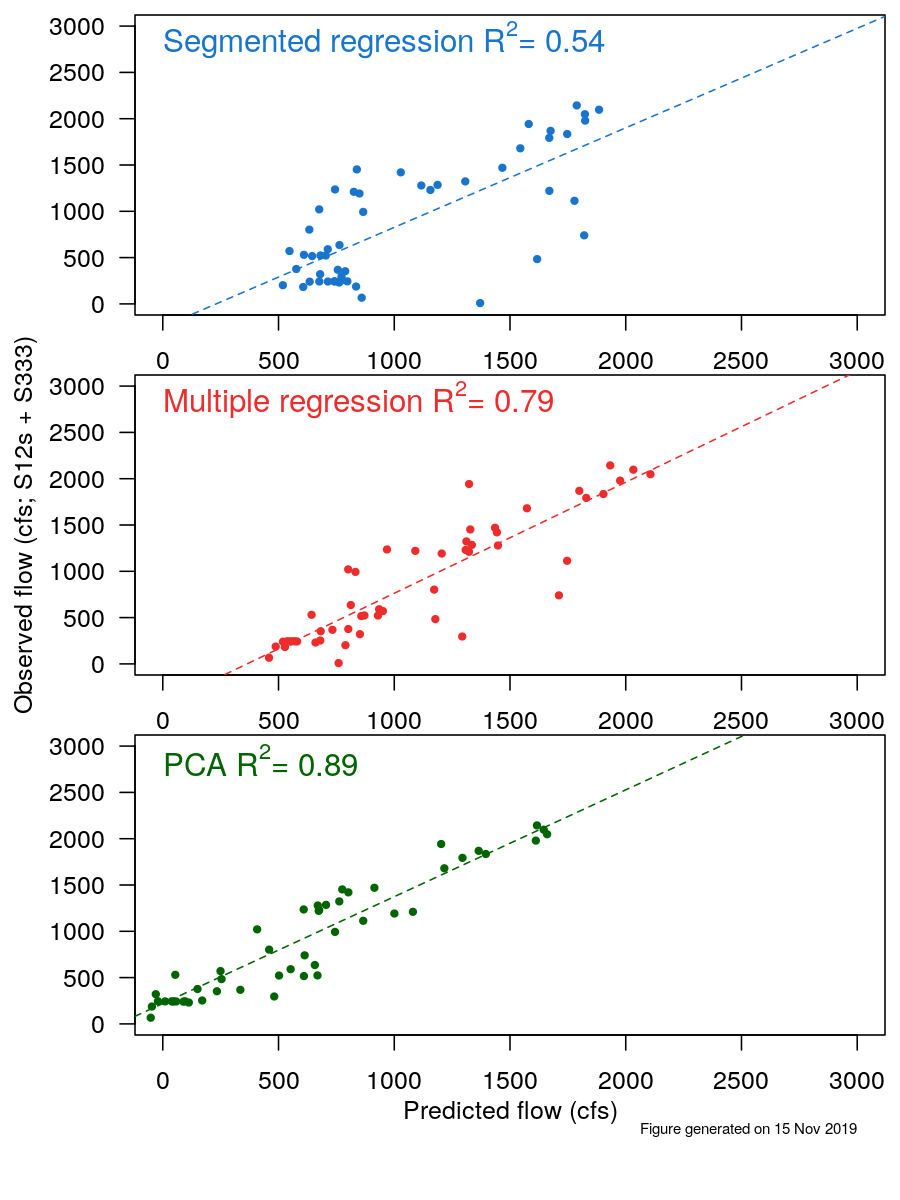 Observed flow (cfs; S12s + S333)
Segmented regression R²= 0.54
3000
2500
2000
1500
1000
500
0
0 500 1000 1500 2000 2500 3000
Multiple regression R²= 0.79
3000
2500
2000
1500
1000
500
0
0 500 1000 1500 2000 2500 3000
PCA R²= 0.89
3000
2500
2000
1500
1000
500
0
0 500 1000 1500 2000 2500 3000
Predicted flow (cfs)
Figure generated on 15 Nov 2019